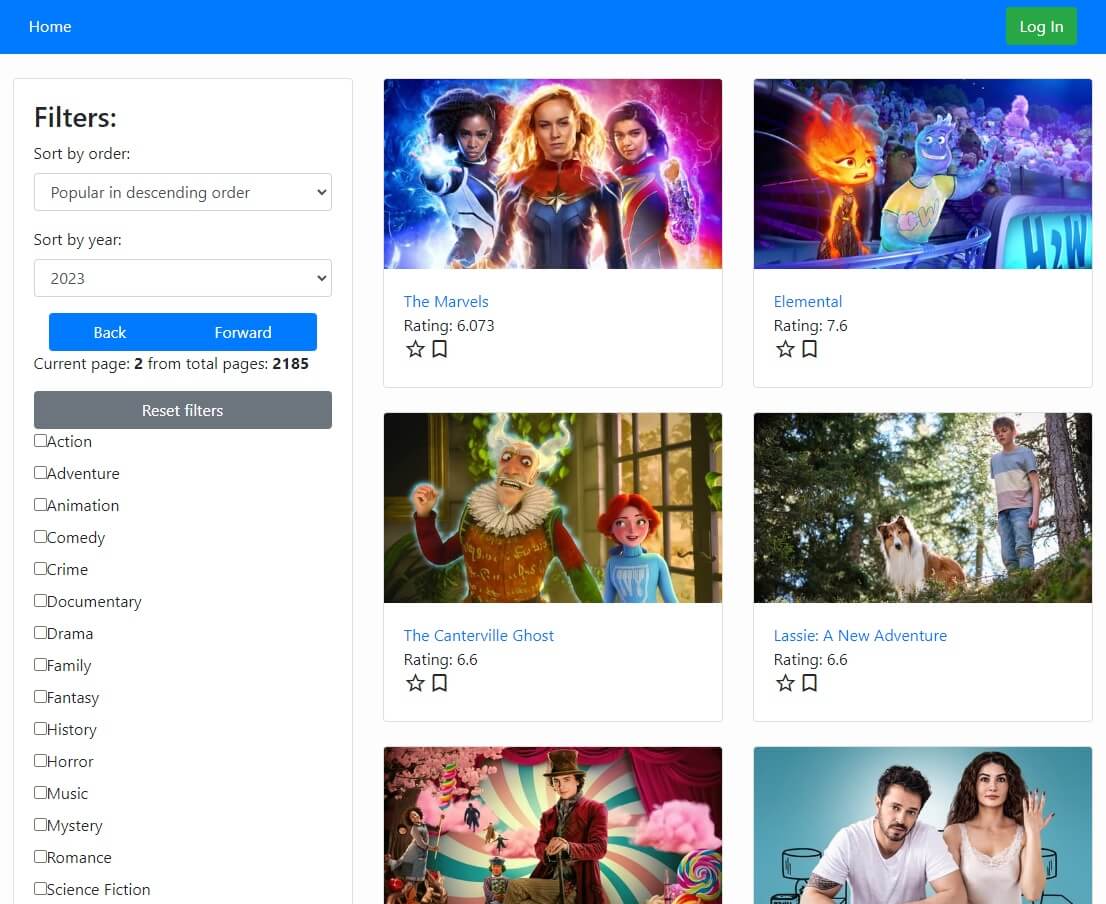 Home
Log In
Filters:
Sort by order:
Popular in descending order
Sort by year:
2023
Back
Forward
Current page: 2 from total pages: 2185
Reset filters
Action
Adventure
Animation
Comedy
Crime
Documentary
Drama
Family
Fantasy
History
Horror
Music
Mystery
Romance
Science Fiction
The Marvels
Rating: 6.073
H2W
Elemental
Rating: 7.6
The Canterville Ghost
Rating: 6.6
Lassie: A New Adventure
Rating: 6.6